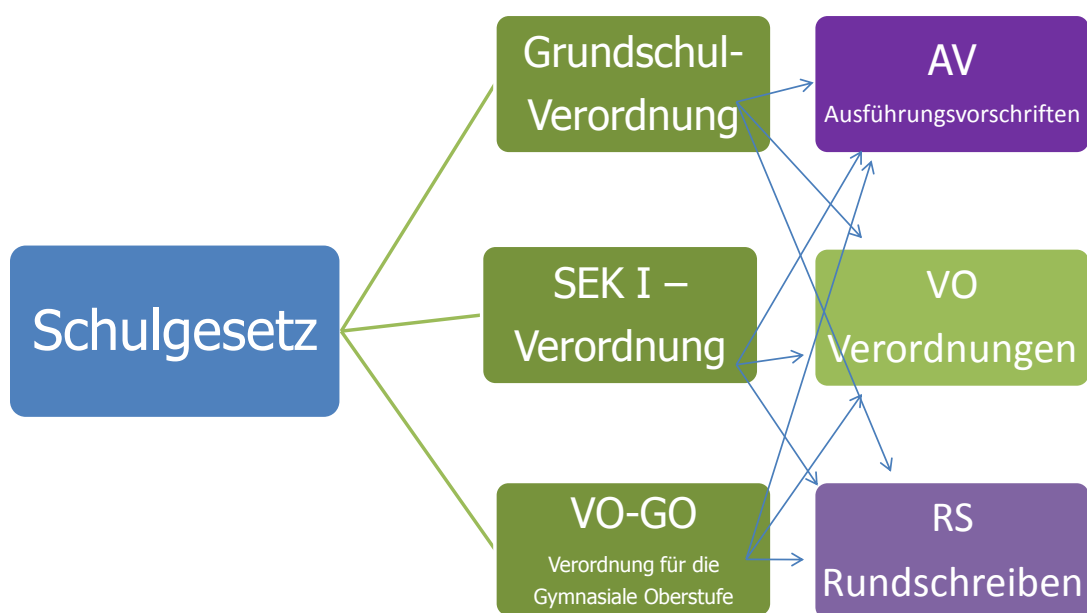 Schulgesetz
Grundschul-
Verordnung
SEK I –
Verordnung
VO-GO
Verordnung für die
Gymnasiale Oberstufe
AV
Ausführungsvorschriften
VO
Verordnungen
RS
Rundschreiben